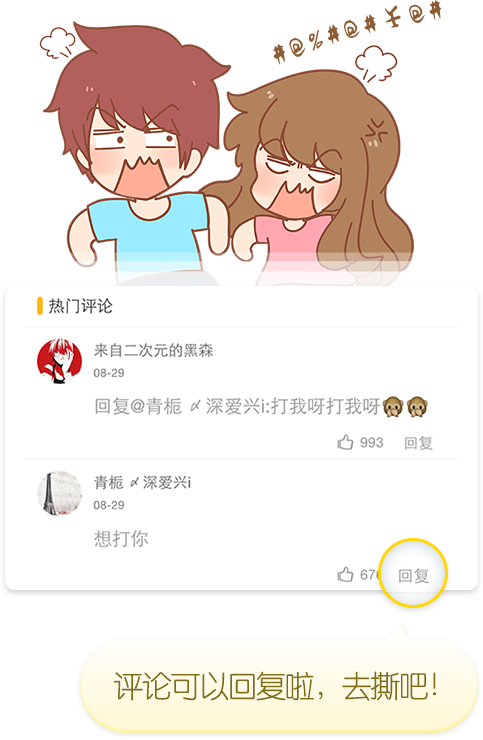 #@%#@#￥@#
热门评论
来自二次元的黑森
08-29
回复@青栀〆深爱兴i:打我呀打我呀🙊🙊
993 回复
青栀〆深爱兴i
08-29
想打你
676 回复
评论可以回复啦，去撕吧！